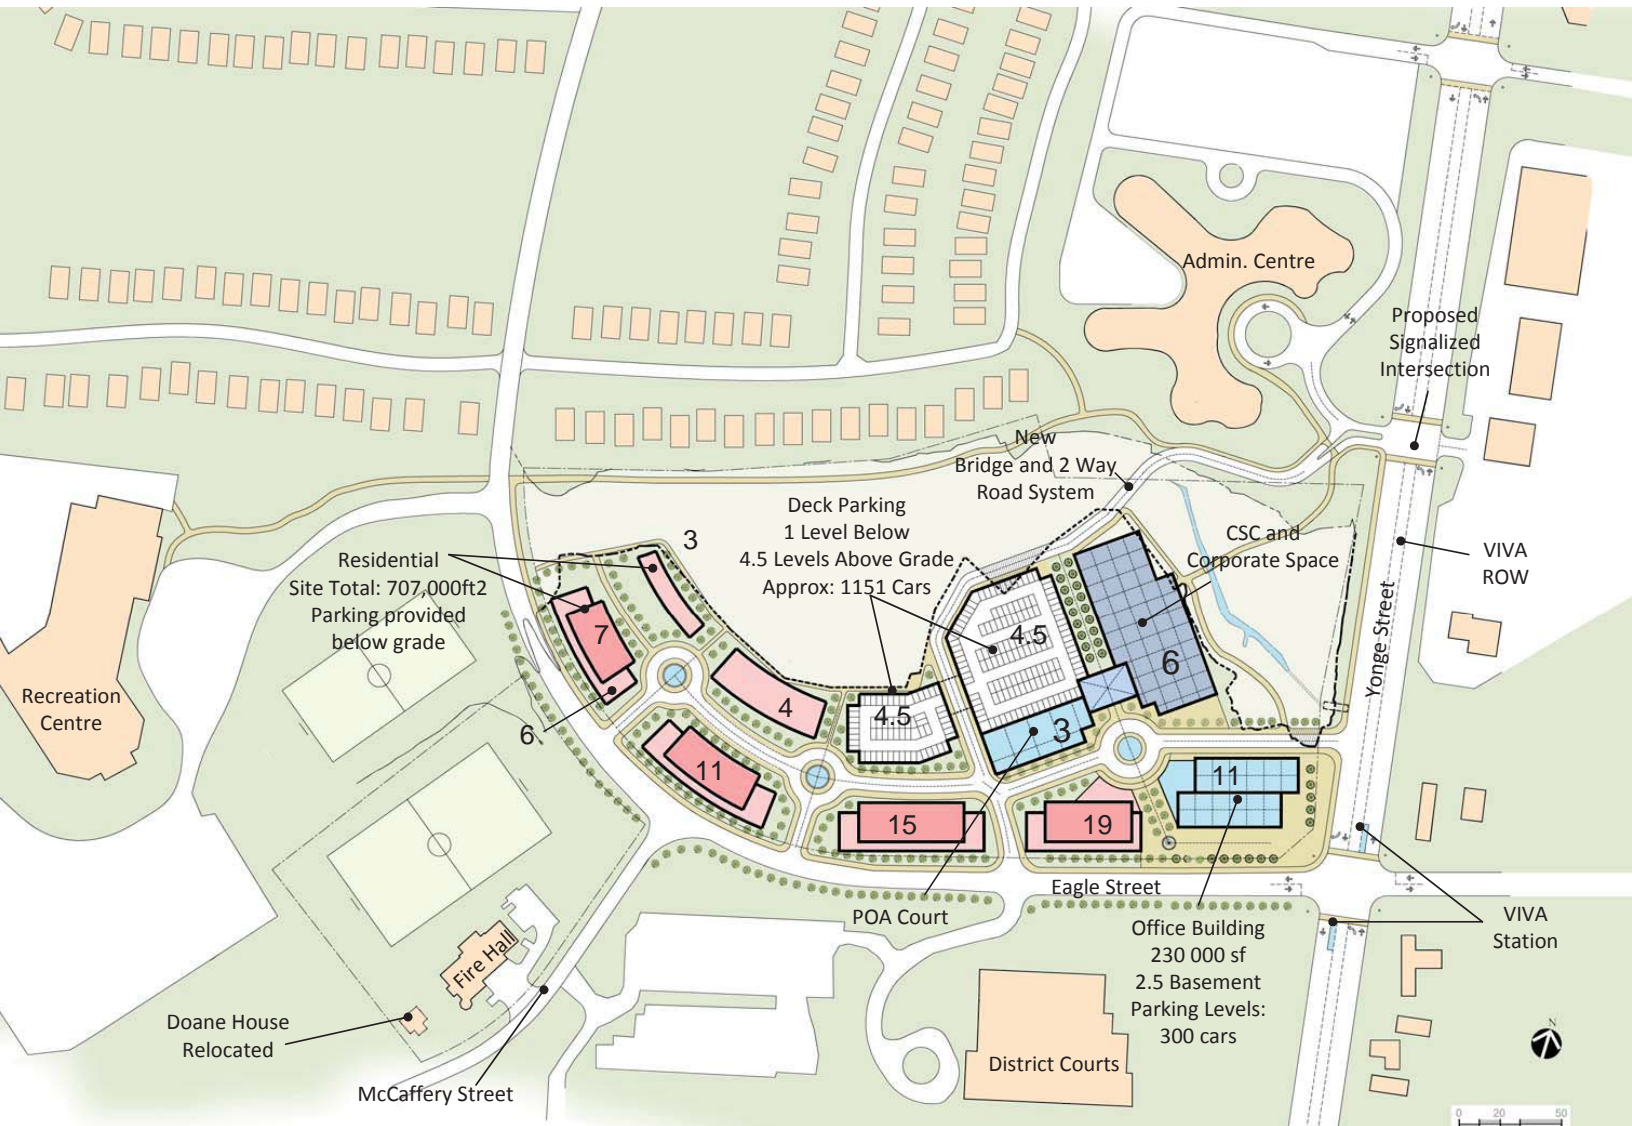 Admin. Centre
Proposed
Signalized
Intersection
New
Bridge and 2 Way
Road System
Deck Parking
1 Level Below
4.5 Levels Above Grade
Approx: 1151 Cars
CSC and
Corporate Space
VIVA
ROW
Yonge Street
3
Residential
Site Total: 707,000ft2
Parking provided
below grade
7
4.5
6
Recreation
Centre
4
4.5
3
6
11
11
15
19
Eagle Street
POA Court
Office Building
230 000 sf
2.5 Basement
Parking Levels:
300 cars
VIVA
Station
Fire Hall
Doane House
Relocated
McCaffery Street
District Courts
N
0 20 50